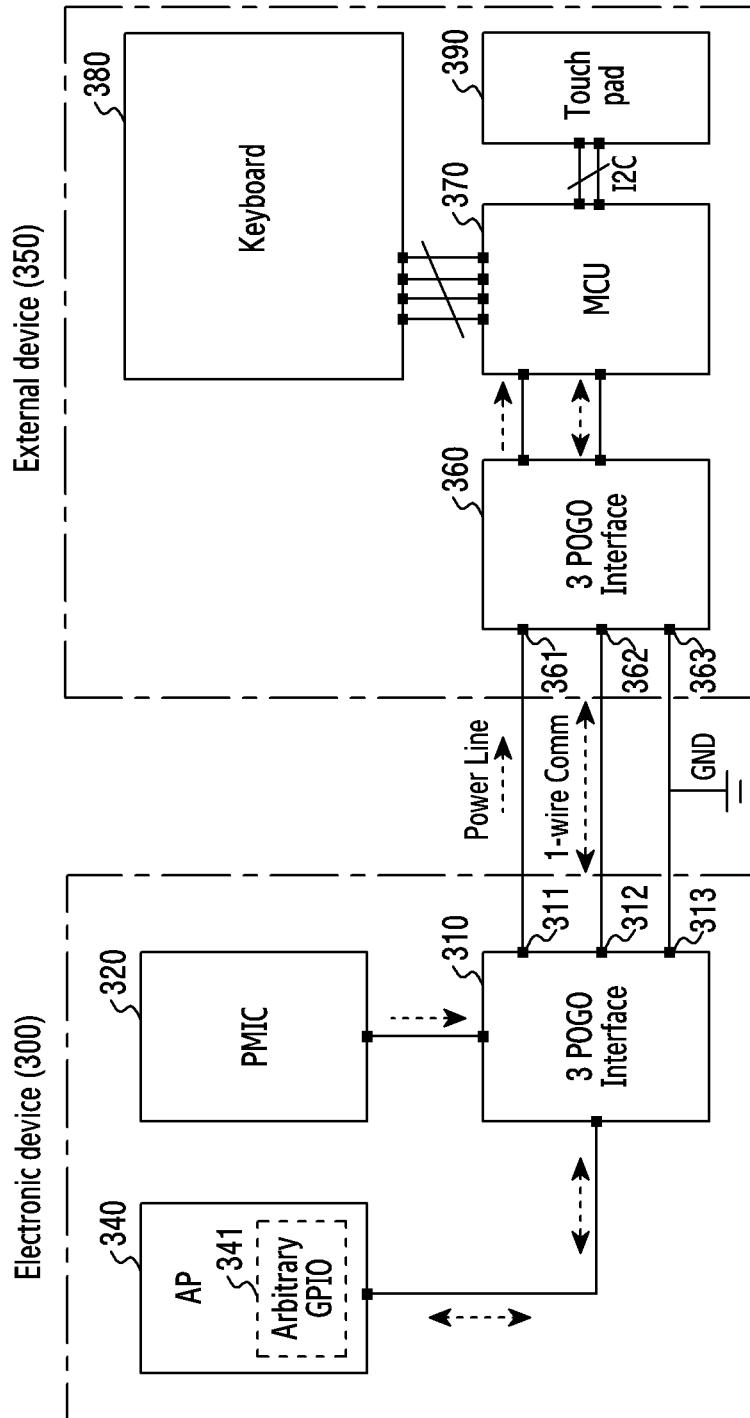 Electronic device (300)
340
AP
341
Arbitrary
GPIO
320
PMIC
310
3 POGO
Interface
311
312
313
Power Line
1-wire Comm
GND
External device (350)
380
Keyboard
360
3 POGO
Interface
361
362
363
370
MCU
I2C
390
Touch
pad